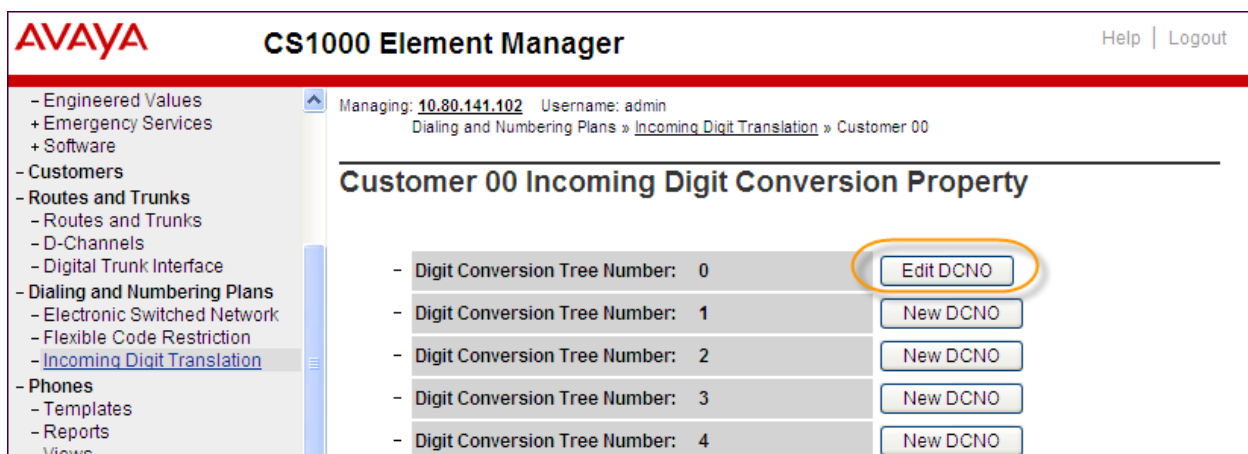 AVAYA
CS1000 Element Manager
Help | Logout
– Engineered Values
+ Emergency Services
+ Software
– Customers
– Routes and Trunks
– Routes and Trunks
– D-Channels
– Digital Trunk Interface
– Dialing and Numbering Plans
– Electronic Switched Network
– Flexible Code Restriction
– Incoming Digit Translation
– Phones
– Templates
– Reports
– Views
Managing: 10.80.141.102 Username: admin
Dialing and Numbering Plans » Incoming Digit Translation » Customer 00
Customer 00 Incoming Digit Conversion Property
– Digit Conversion Tree Number: 0 Edit DCNO
– Digit Conversion Tree Number: 1 New DCNO
– Digit Conversion Tree Number: 2 New DCNO
– Digit Conversion Tree Number: 3 New DCNO
– Digit Conversion Tree Number: 4 New DCNO